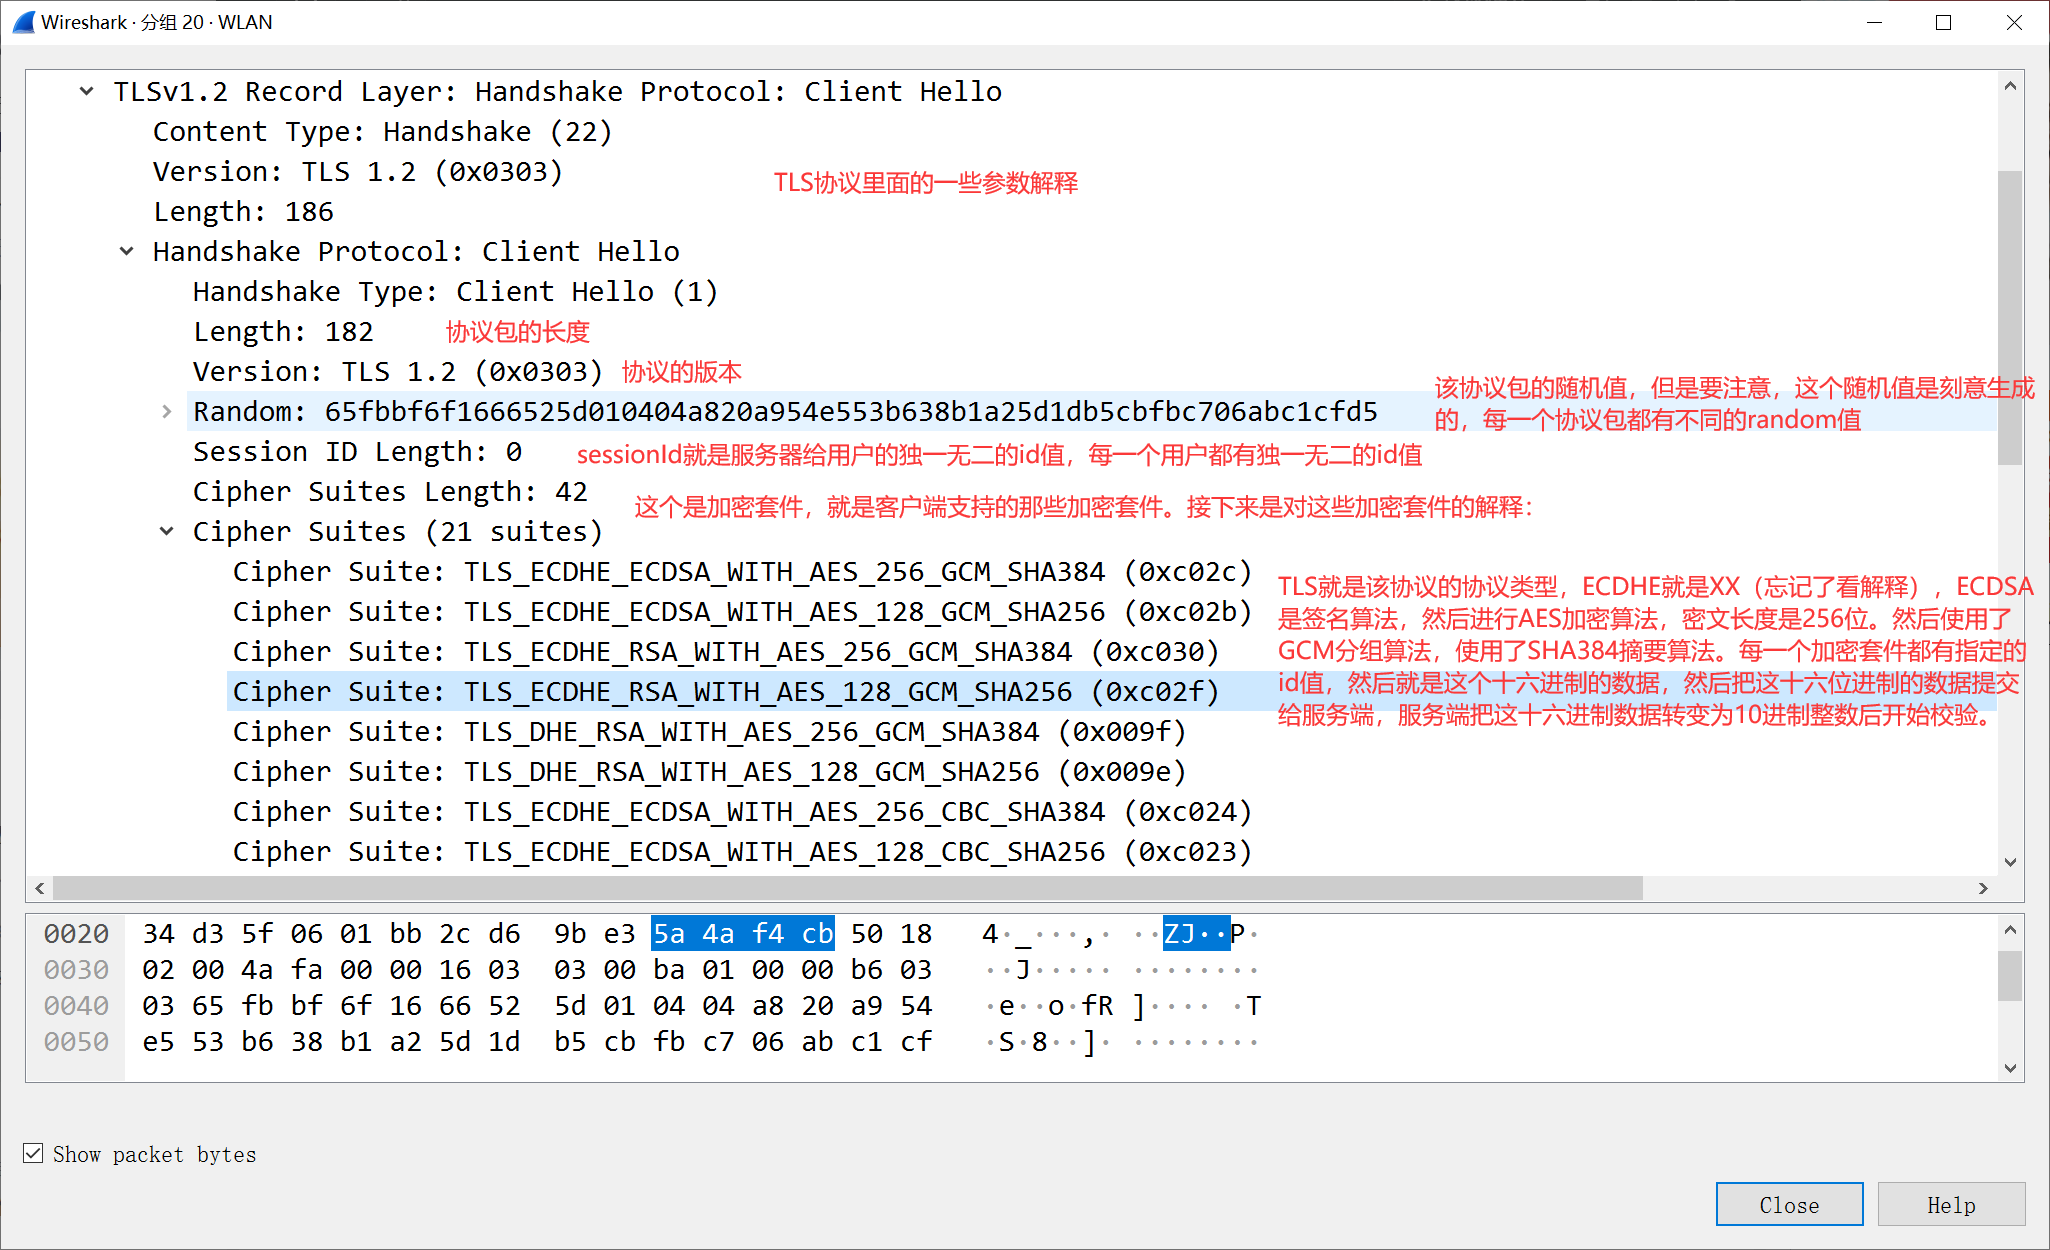 Wireshark · 分组 20 · WLAN
TLSv1.2 Record Layer: Handshake Protocol: Client Hello
Content Type: Handshake (22)
Version: TLS 1.2 (0x0303)
TLS协议里面的一些参数解释
Length: 186
Handshake Protocol: Client Hello
Handshake Type: Client Hello (1)
Length: 182 协议包的长度
Version: TLS 1.2 (0x0303) 协议的版本
Random: 65fbbf6f1666525d010404a820a954e553b638b1a25d1db5cbfbc706abc1cfd5
该协议包的随机值，但是要注意，这个随机值是刻意生成
的，每一个协议包都有不同的random值
Session ID Length: 0 sessionId就是服务器给用户的独一无二的id值，每一个用户都有独一无二的id值
Cipher Suites Length: 42
这个是加密套件，就是客户端支持的那些加密套件。接下来是对这些加密套件的解释：
Cipher Suites (21 suites)
Cipher Suite: TLS_ECDHE_ECDSA_WITH_AES_256_GCM_SHA384 (0xc02c)
Cipher Suite: TLS_ECDHE_ECDSA_WITH_AES_128_GCM_SHA256 (0xc02b)
Cipher Suite: TLS_ECDHE_RSA_WITH_AES_256_GCM_SHA384 (0xc030)
Cipher Suite: TLS_ECDHE_RSA_WITH_AES_128_GCM_SHA256 (0xc02f)
Cipher Suite: TLS_DHE_RSA_WITH_AES_256_GCM_SHA384 (0x009f)
Cipher Suite: TLS_DHE_RSA_WITH_AES_128_GCM_SHA256 (0x009e)
Cipher Suite: TLS_ECDHE_ECDSA_WITH_AES_256_CBC_SHA384 (0xc024)
Cipher Suite: TLS_ECDHE_ECDSA_WITH_AES_128_CBC_SHA256 (0xc023)
TLS就是该协议的协议类型，ECDHE就是XX（忘记了看解释），ECDSA
是签名算法，然后进行AES加密算法，密文长度是256位。然后使用了
GCM分组算法，使用了SHA384摘要算法。每一个加密套件都有指定的
id值，然后就是这个十六进制的数据，然后把这十六位进制的数据提交
给服务端，服务端把这十六进制数据转变为10进制整数后开始校验。
0020 34 d3 5f 06 01 bb 2c d6 9b e3 5a 4a f4 cb 50 18 4·_···,· ··ZJ··P·
0030 02 00 4a fa 00 00 16 03 03 00 ba 01 00 00 b6 03 ··J····· ········
0040 03 65 fb bf 6f 16 66 52 5d 01 04 04 a8 20 a9 54 ·e··o·fR ]···· ·T
0050 e5 53 b6 38 b1 a2 5d 1d b5 cb fb c7 06 ab c1 cf ·S·8··]· ········
Show packet bytes
Close Help